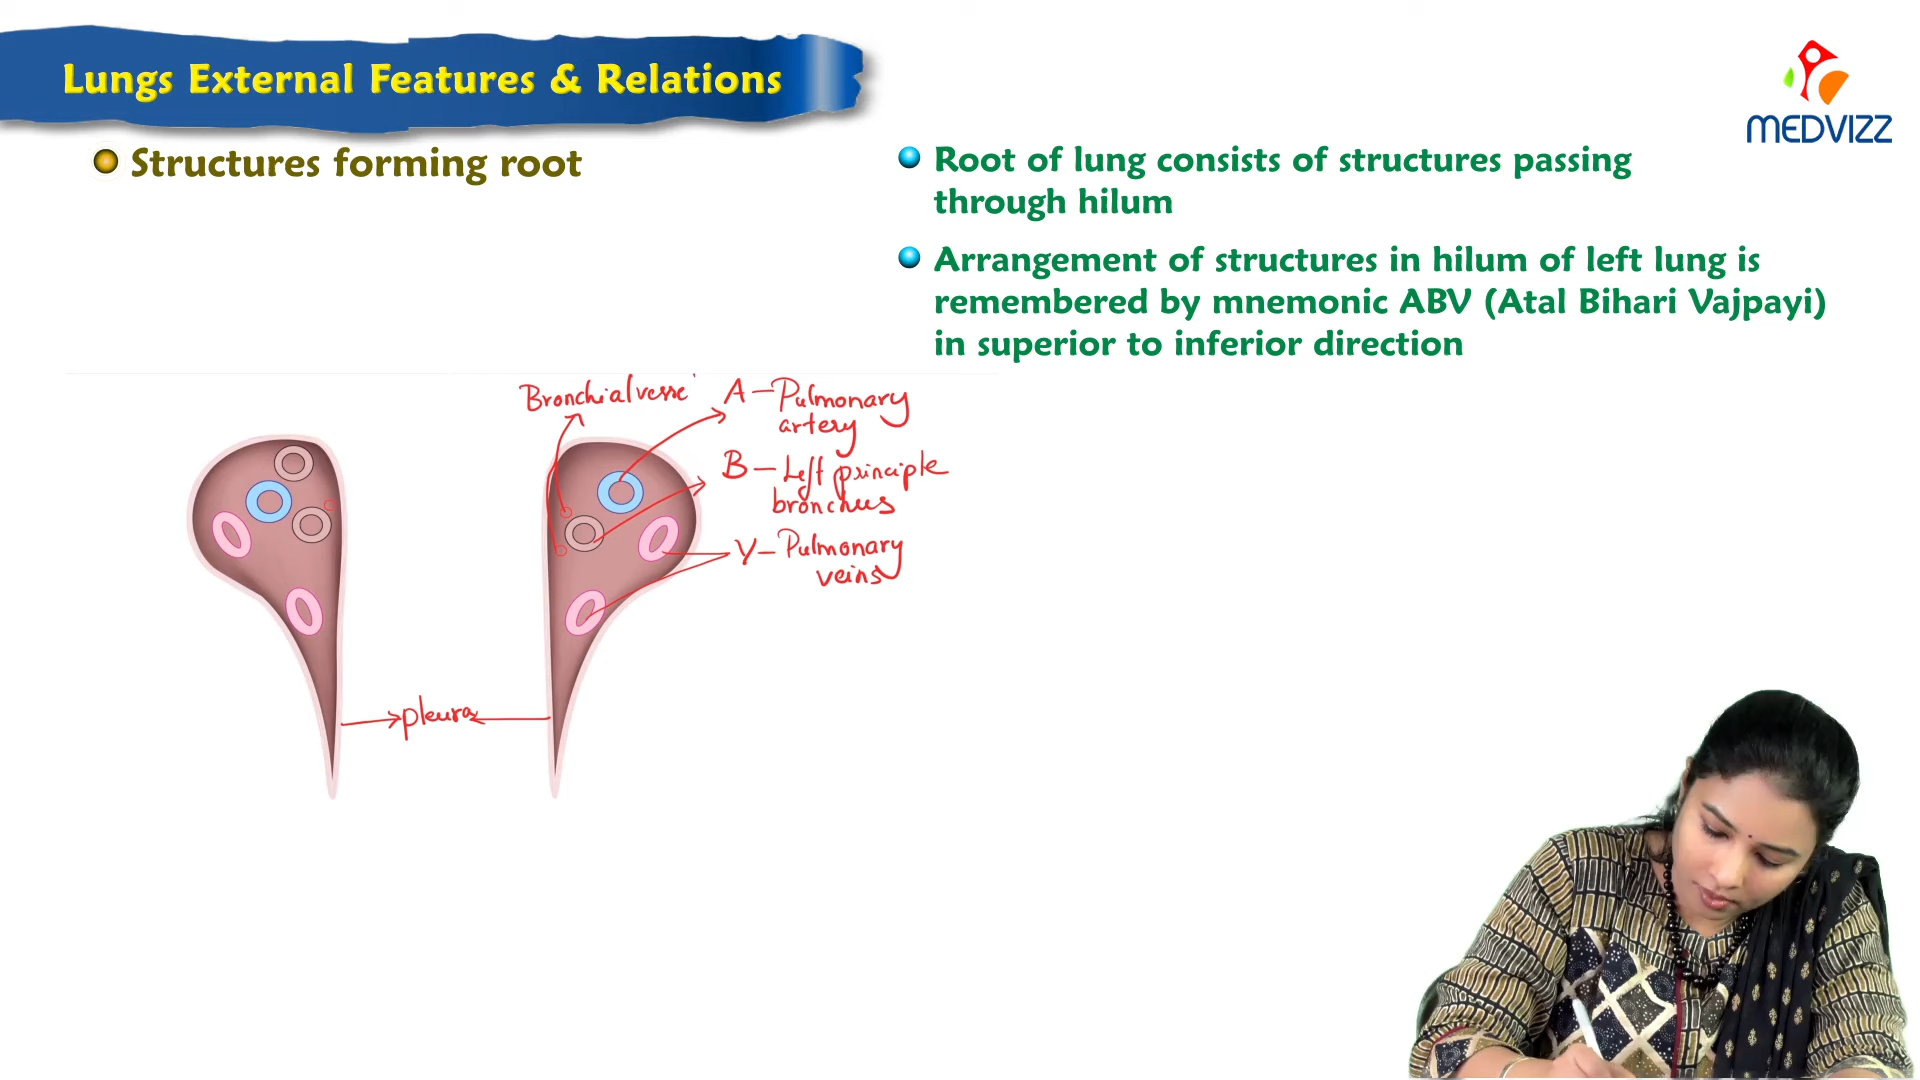 Lungs External Features & Relations
MEDVIZZ
Structures forming root
Root of lung consists of structures passing
through hilum
Arrangement of structures in hilum of left lung is
remembered by mnemonic ABV (Atal Bihari Vajpayi)
in superior to inferior direction
Bronchial vesse
A - Pulmonary
artery
B - Left principle
bronchus
V - Pulmonary
veins
pleura